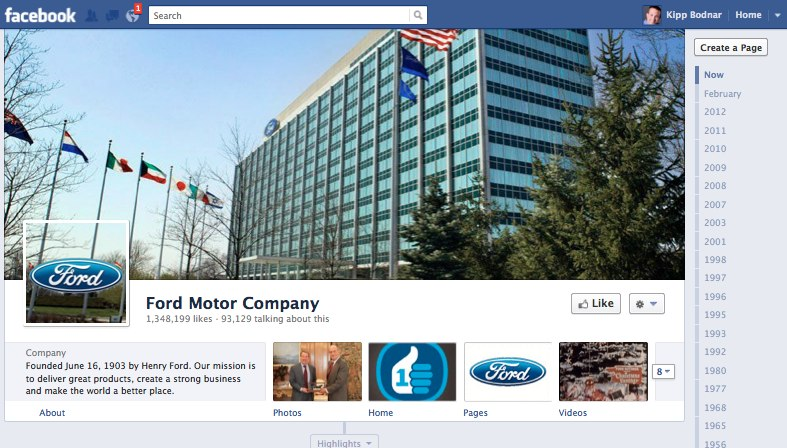 facebook
1
Search
Kipp Bodnar
Home
Create a Page
Now
February
2012
2011
2010
2009
2008
2007
2003
2001
1998
1997
1996
1995
1993
1992
1980
1977
1968
1965
1956
Ford
Ford Motor Company
1,348,199 likes · 93,129 talking about this
Like
Company
Founded June 16, 1903 by Henry Ford. Our mission is
to deliver great products, create a strong business
and make the world a better place.
About
Photos
1
Home
Ford
Pages
Videos
8
Highlights